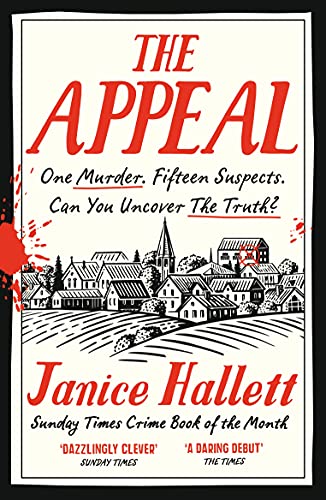 THE
APPEAL
One Murder. Fifteen Suspects.
Can You Uncover The Truth?
Janice Hallett
Sunday Times Crime Book of the Month
‘DAZZLINGLY CLEVER’
SUNDAY TIMES
‘A DARING DEBUT’
THE TIMES